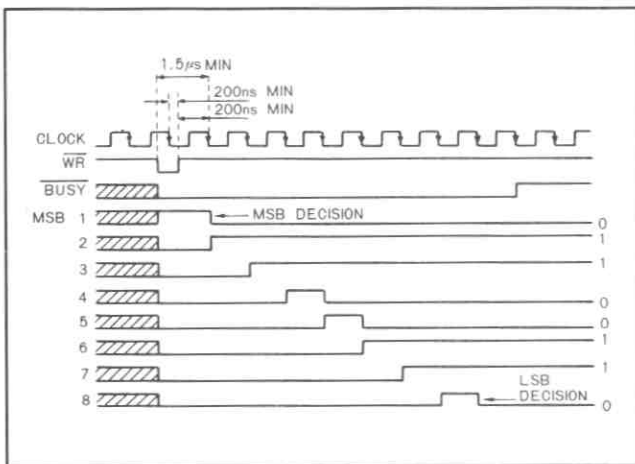 1.5μs MIN
200ns MIN
200ns MIN
CLOCK
WR
BUSY
MSB 1
MSB DECISION
0
2
1
3
1
4
0
5
0
6
1
7
1
LSB
DECISION
8
0